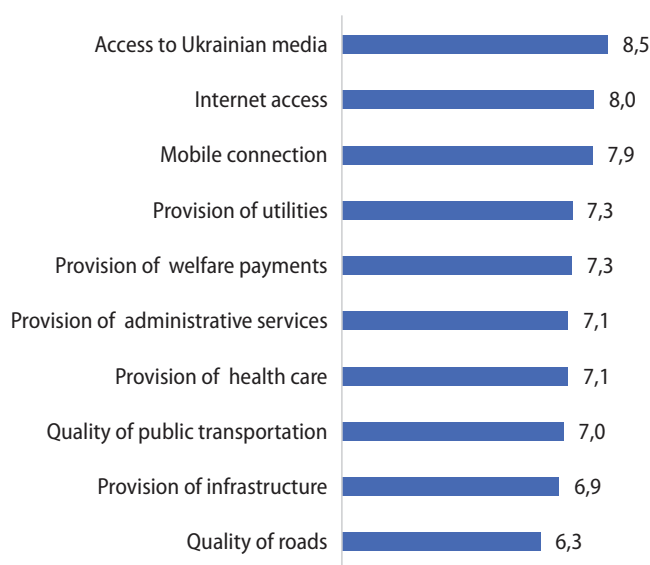 Access to Ukrainian media 8,5
Internet access 8,0
Mobile connection 7,9
Provision of utilities 7,3
Provision of welfare payments 7,3
Provision of administrative services 7,1
Provision of health care 7,1
Quality of public transportation 7,0
Provision of infrastructure 6,9
Quality of roads 6,3